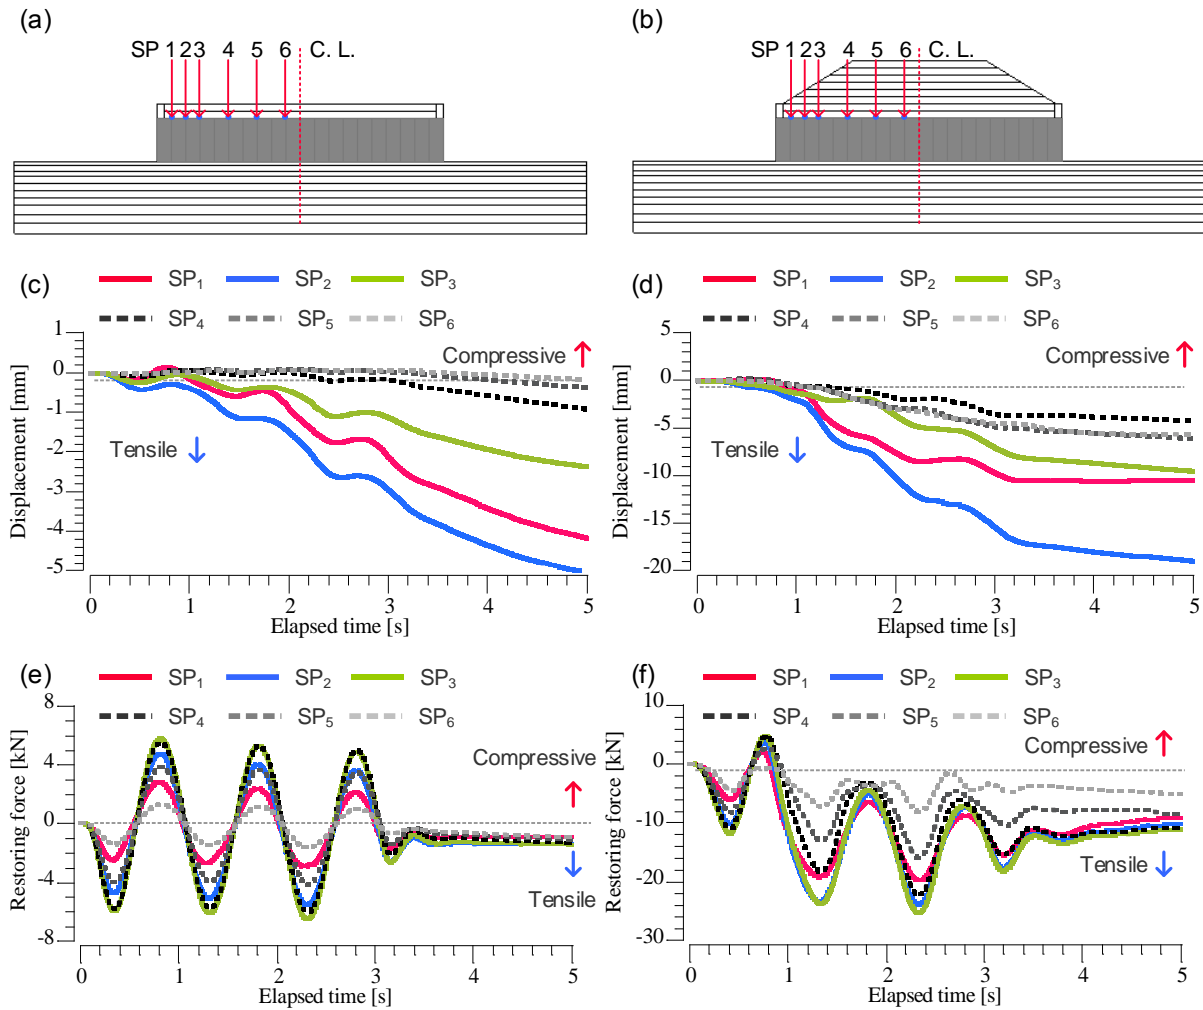 (a)
SP 1 2 3 4 5 6 C. L.
(b)
SP 1 2 3 4 5 6 C. L.
(c)
SP1 SP2 SP3
SP4 SP5 SP6
1
0
-1
-2
-3
-4
-5
Displacement [mm]
Compressive
Tensile
0 1 2 3 4 5
Elapsed time [s]
(d)
SP1 SP2 SP3
SP4 SP5 SP6
5
0
-5
-10
-15
-20
Displacement [mm]
Compressive
Tensile
0 1 2 3 4 5
Elapsed time [s]
(e)
SP1 SP2 SP3
SP4 SP5 SP6
8
4
0
-4
-8
Restoring force [kN]
Compressive
Tensile
0 1 2 3 4 5
Elapsed time [s]
(f)
SP1 SP2 SP3
SP4 SP5 SP6
10
0
-10
-20
-30
Restoring force [kN]
Compressive
Tensile
0 1 2 3 4 5
Elapsed time [s]